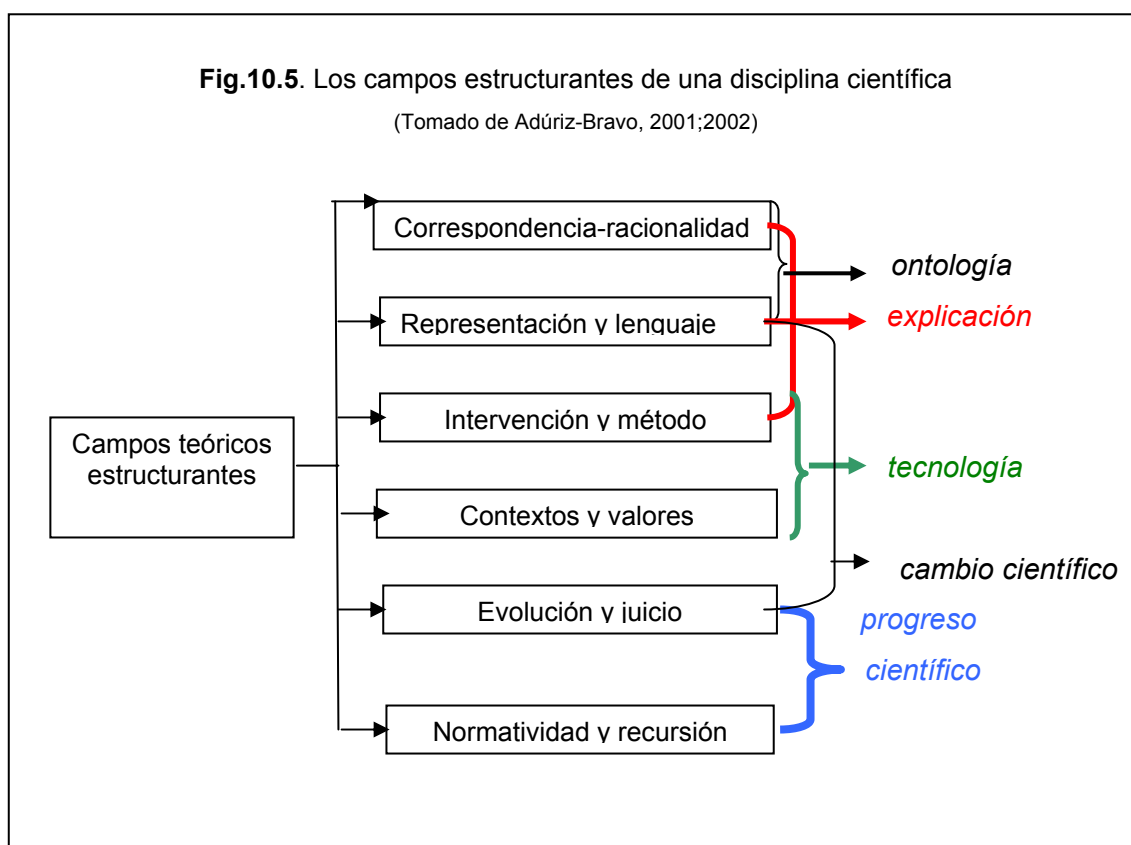 Fig.10.5. Los campos estructurantes de una disciplina científica
(Tomado de Adúriz-Bravo, 2001;2002)
Correspondencia-racionalidad
ontología
Representación y lenguaje
explicación
Intervención y método
Campos teóricos
estructurantes
tecnología
Contextos y valores
cambio científico
Evolución y juicio
progreso
científico
Normatividad y recursión